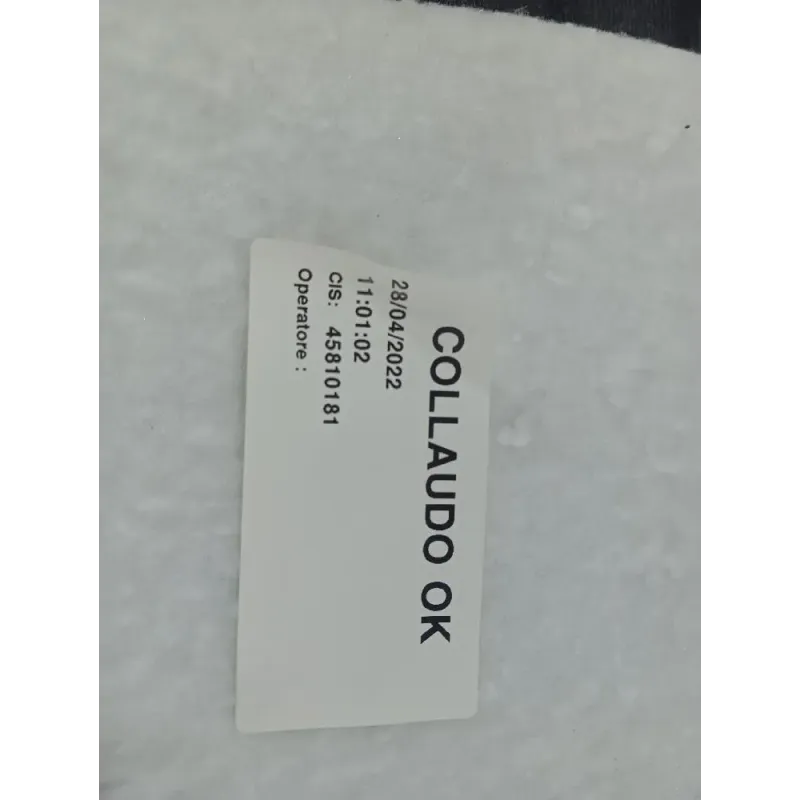 COLLAUDO OK
28/04/2022
11:01:02
CIS: 45810181
Operatore :